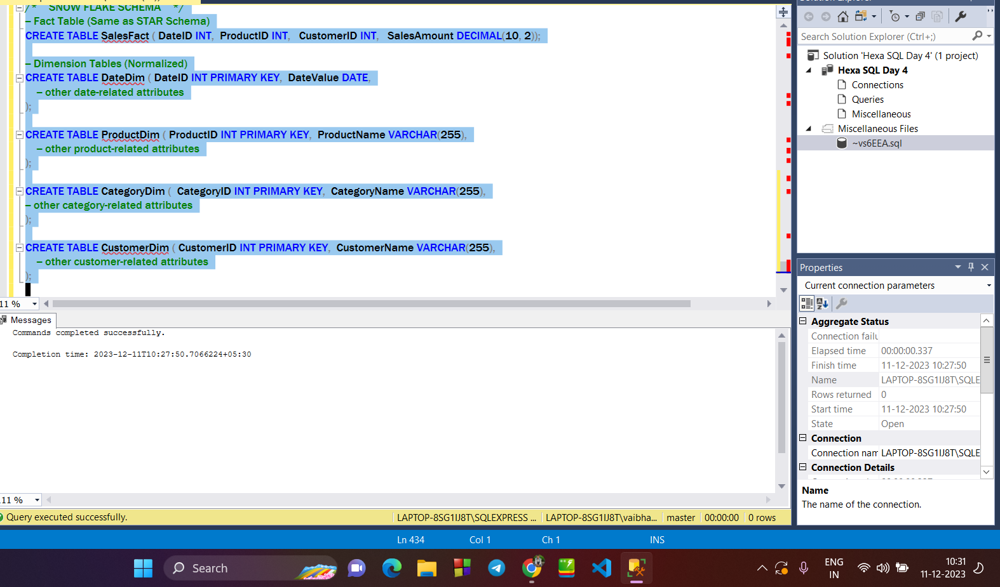 /*    SNOW FLAKE SCHEMA    */
– Fact Table (Same as STAR Schema)
CREATE TABLE SalesFact ( DateID INT,  ProductID INT,   CustomerID INT,   SalesAmount DECIMAL(10, 2));
– Dimension Tables (Normalized)
CREATE TABLE DateDim ( DateID INT PRIMARY KEY,  DateValue DATE,
– other date-related attributes
);
CREATE TABLE ProductDim ( ProductID INT PRIMARY KEY,  ProductName VARCHAR(255),
– other product-related attributes
);
CREATE TABLE CategoryDim (  CategoryID INT PRIMARY KEY,  CategoryName VARCHAR(255),
– other category-related attributes
);
CREATE TABLE CustomerDim ( CustomerID INT PRIMARY KEY,  CustomerName VARCHAR(255),
– other customer-related attributes
);
11 %
Messages
Commands completed successfully.
Completion time: 2023-12-11T10:27:50.7066224+05:30
.11 %
Query executed successfully.
LAPTOP-8SG1IJ8T\SQLEXPRESS ...
LAPTOP-8SG1IJ8T\vaibha...
master
00:00:00
0 rows
Ln 434
Col 1
Ch 1
INS
Search Solution Explorer (Ctrl+;)
Solution 'Hexa SQL Day 4' (1 project)
Hexa SQL Day 4
Connections
Queries
Miscellaneous
Miscellaneous Files
~vs6EEA.sql
Properties
Current connection parameters
Aggregate Status
Connection failu
Elapsed time 00:00:00.337
Finish time 11-12-2023 10:27:50
Name LAPTOP-8SG1IJ8T\SQLE
Rows returned 0
Start time 11-12-2023 10:27:50
State Open
Connection
Connection nam LAPTOP-8SG1IJ8T\SQLE
Connection Details
Name
The name of the connection.
Search
ENG
IN
10:31
11-12-2023